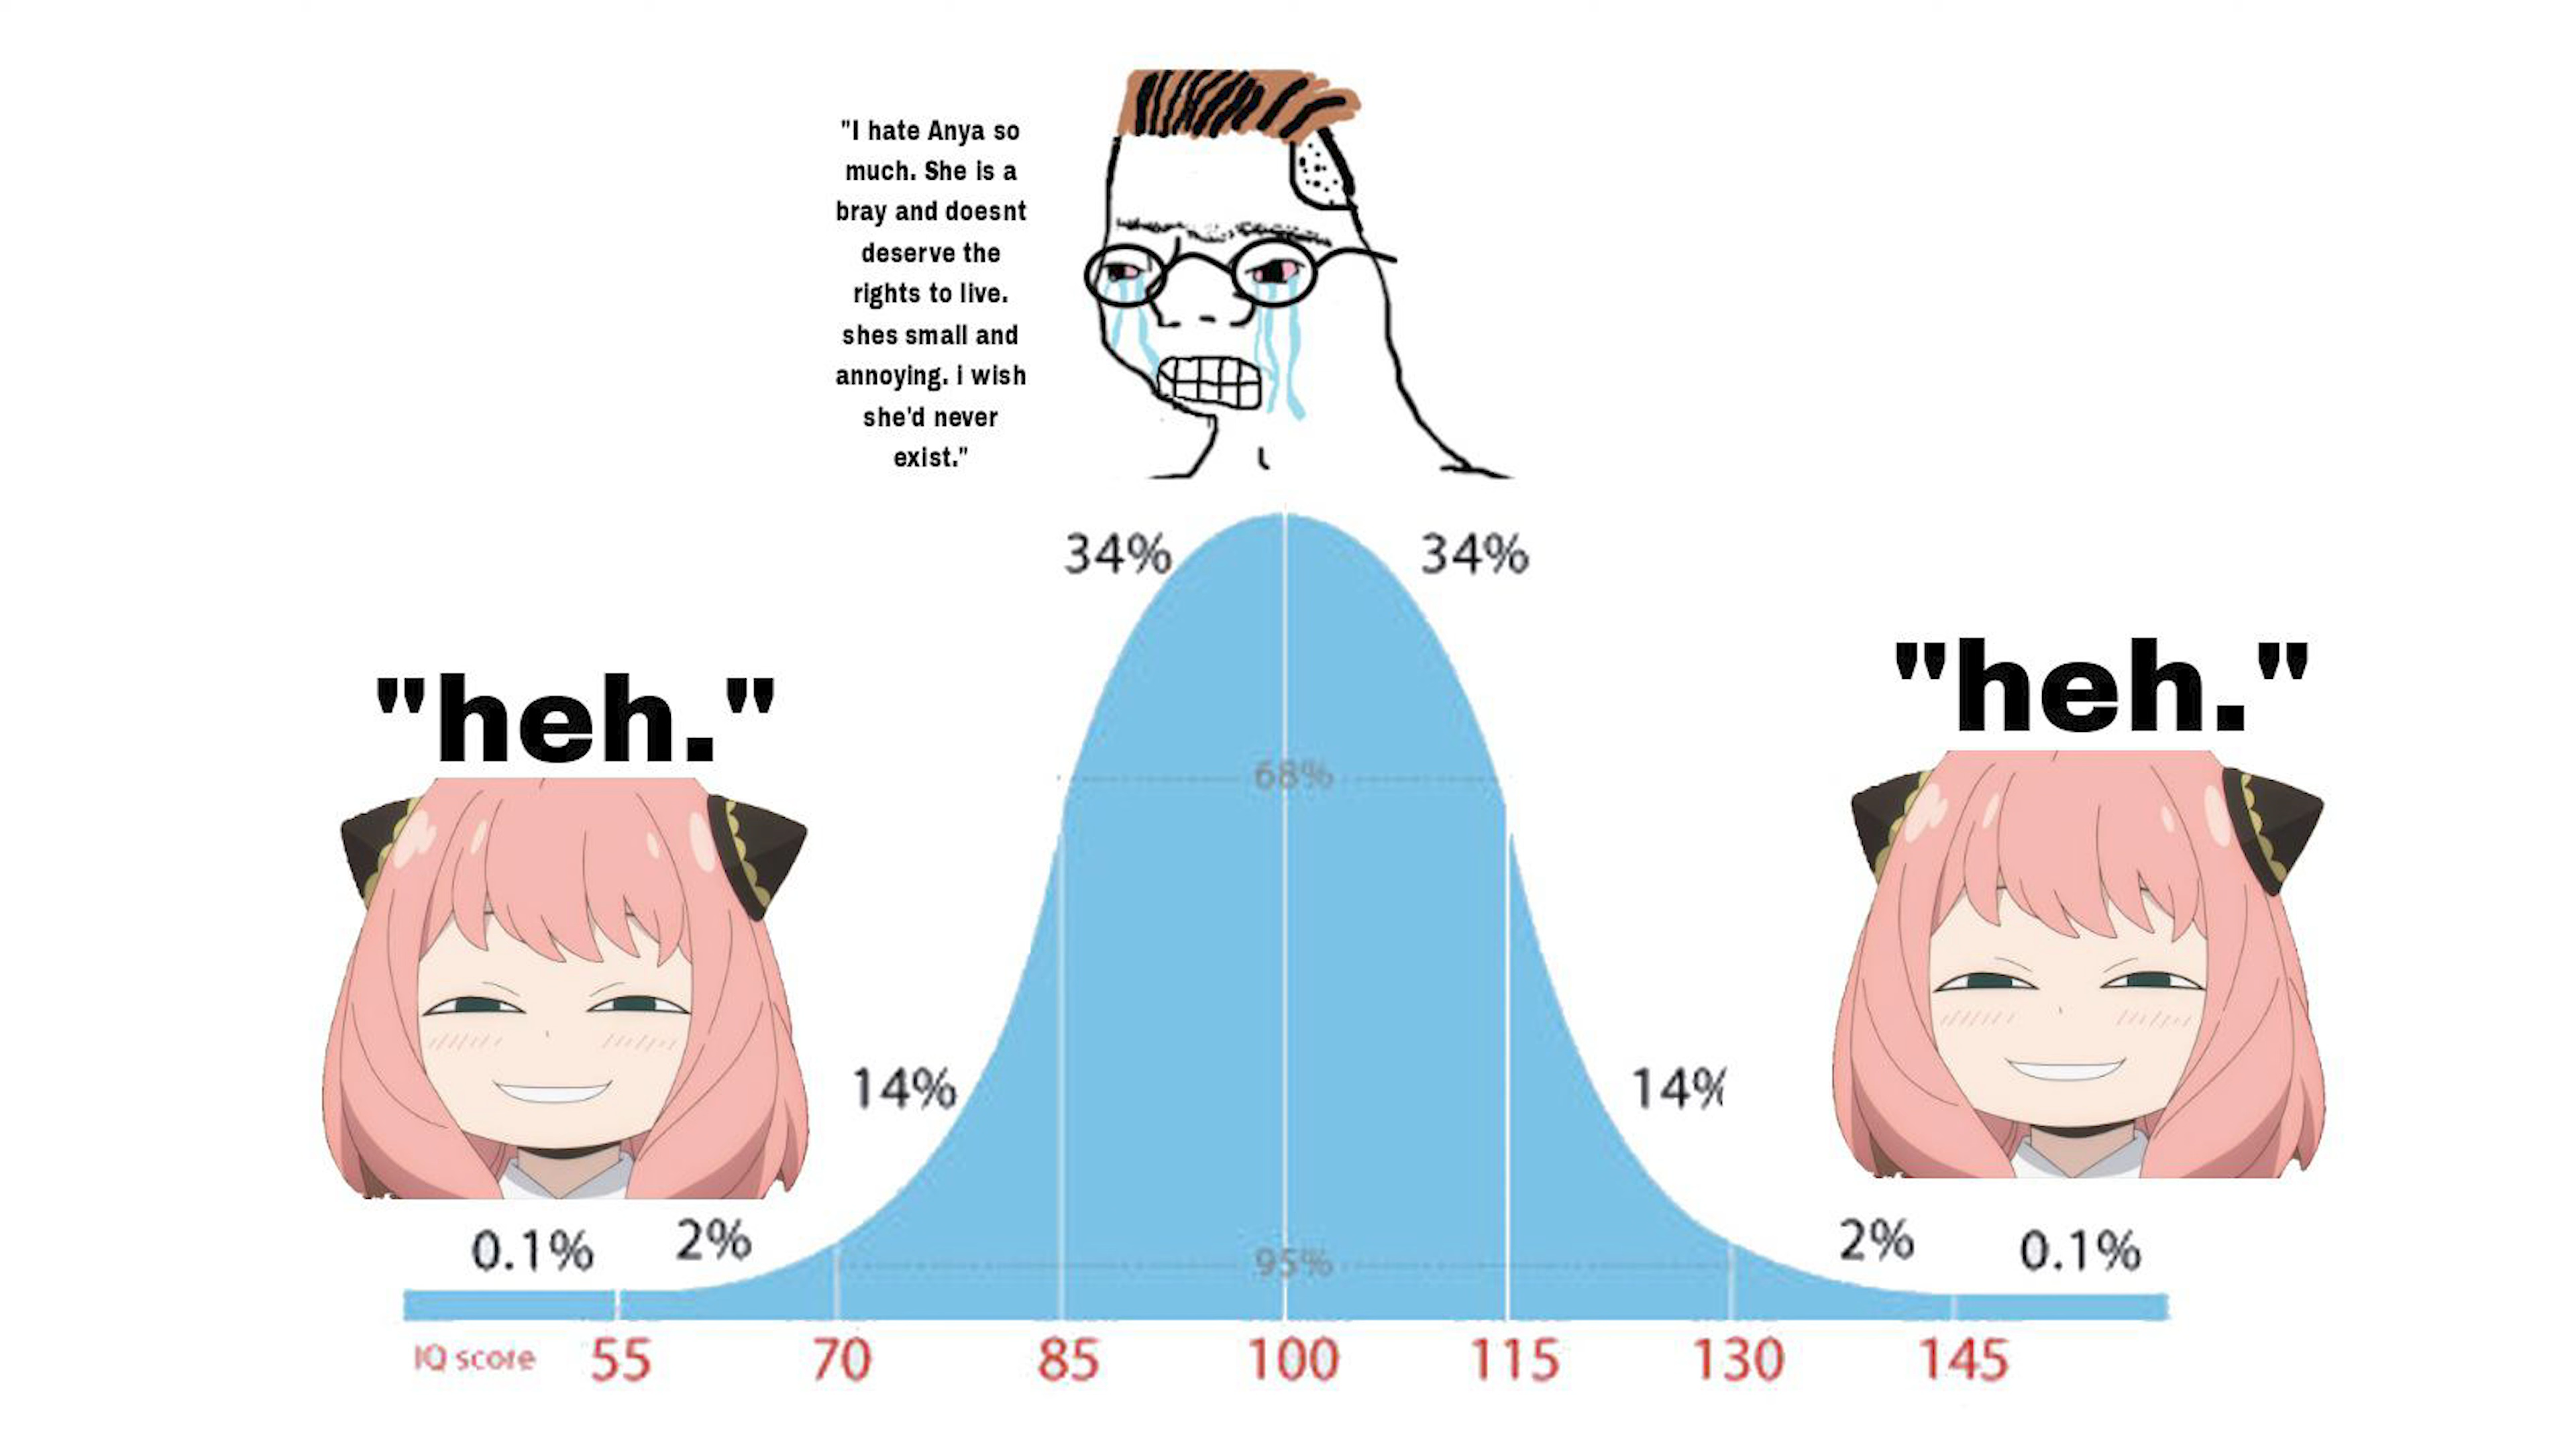 "I hate Anya so
much. She is a
bray and doesnt
deserve the
rights to live.
shes small and
annoying. i wish
she'd never
exist."
34%
34%
"heh."
"heh."
68%
14%
14%
0.1%
2%
95%
2%
0.1%
IQ score 55 70 85 100 115 130 145